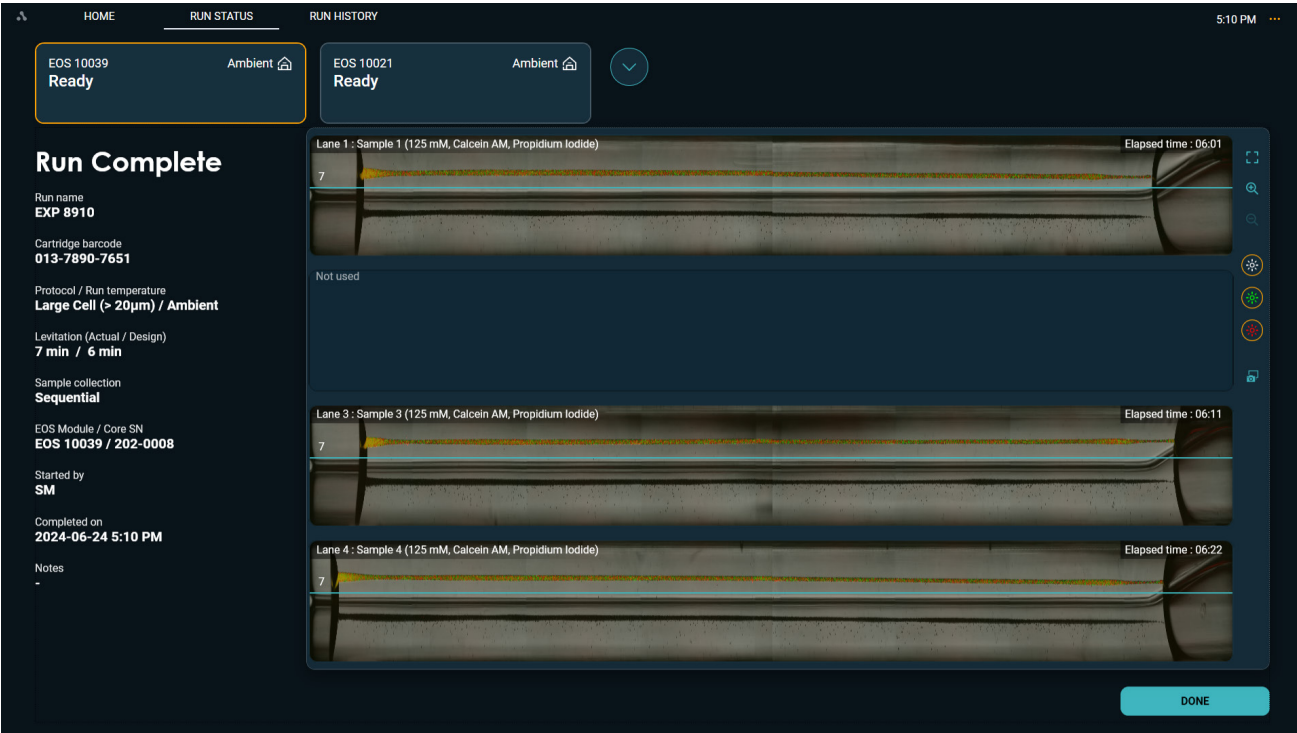 HOME
RUN STATUS
RUN HISTORY
5:10 PM
EOS 10039
Ambient
Ready
EOS 10021
Ambient
Ready
Run Complete
Run name
EXP 8910
Cartridge barcode
013-7890-7651
Protocol / Run temperature
Large Cell (> 20μm) / Ambient
Levitation (Actual / Design)
7 min / 6 min
Sample collection
Sequential
EOS Module / Core SN
EOS 10039 / 202-0008
Started by
SM
Completed on
2024-06-24 5:10 PM
Notes
-
Lane 1 : Sample 1 (125 mM, Calcein AM, Propidium Iodide)
Elapsed time : 06:01
7
Not used
Lane 3 : Sample 3 (125 mM, Calcein AM, Propidium Iodide)
Elapsed time : 06:11
7
Lane 4 : Sample 4 (125 mM, Calcein AM, Propidium Iodide)
Elapsed time : 06:22
7
DONE